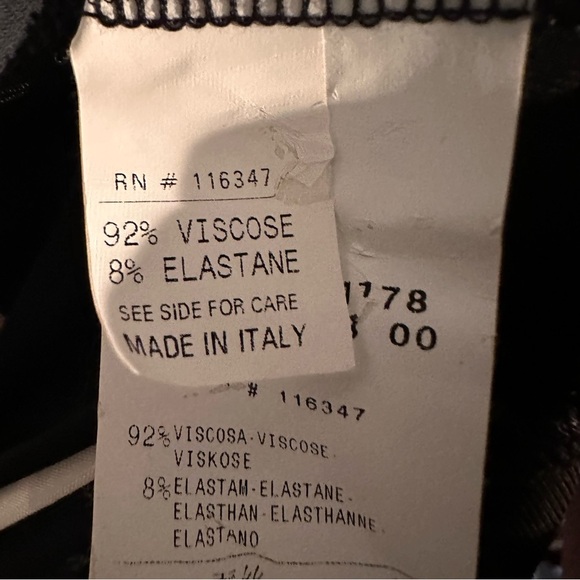 RN # 116347
92% VISCOSE
8% ELASTANE
SEE SIDE FOR CARE
MADE IN ITALY
1178
00
# 116347
92% VISCOSA-VISCOSE
VISKOSE
8% ELASTAM-ELASTANE.
ELASTHAN-ELASTHANNE
ELASTANO